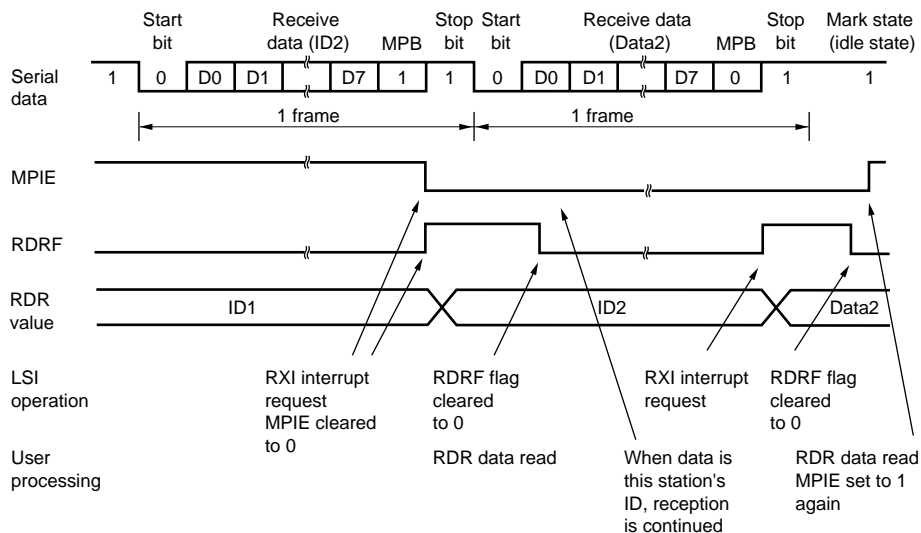 Start bit
Receive data (ID2)
MPB
Stop bit
Start bit
Receive data (Data2)
MPB
Stop bit
Mark state (idle state)
Serial data
1 0 D0 D1 D7 1 1 0 D0 D1 D7 0 1 1
1 frame 1 frame
MPIE
RDRF
RDR value
ID1 ID2 Data2
LSI operation
RXI interrupt request
MPIE cleared to 0
RDRF flag cleared to 0
RXI interrupt request
RDRF flag cleared to 0
User processing
RDR data read
When data is this station's ID, reception is continued
RDR data read
MPIE set to 1 again